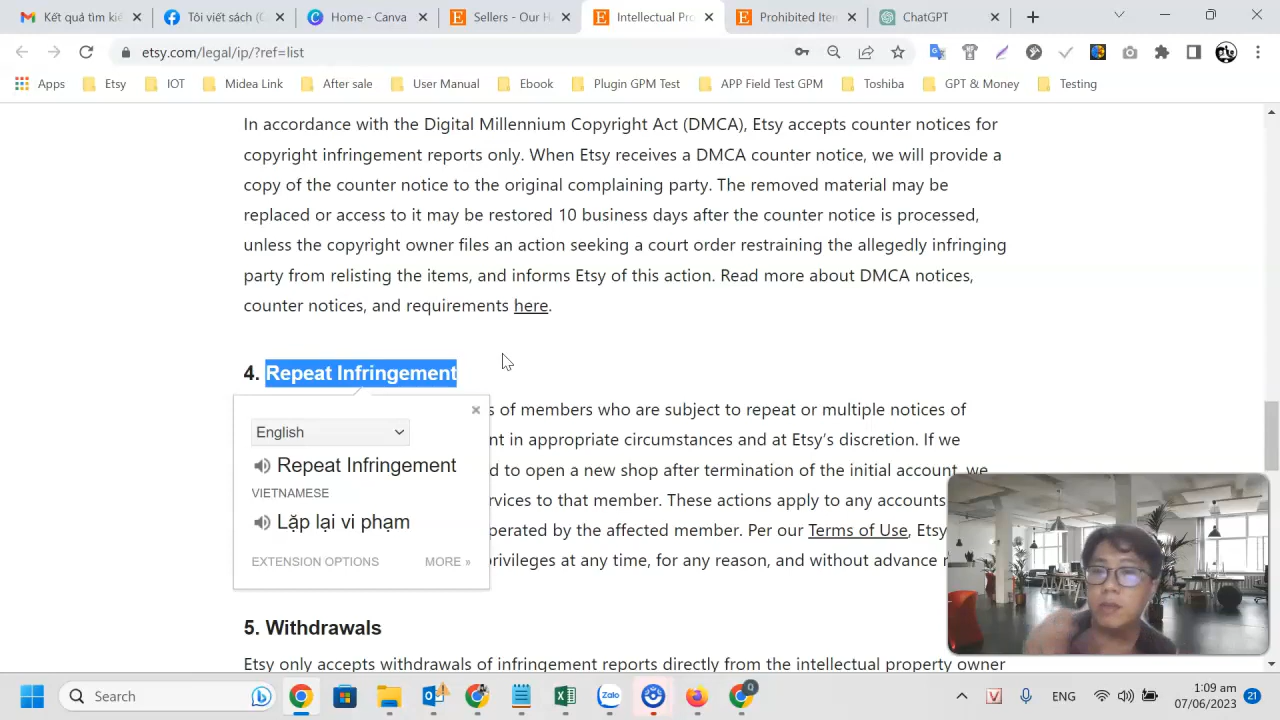 Kết quả tìm kiế
Tôi viết sách (
Home - Canva
Sellers - Our H
Intellectual Pro
Prohibited Iten
ChatGPT
etsy.com/legal/ip/?ref=list
Apps
Etsy
IOT
Midea Link
After sale
User Manual
Ebook
Plugin GPM Test
APP Field Test GPM
Toshiba
GPT & Money
Testing
In accordance with the Digital Millennium Copyright Act (DMCA), Etsy accepts counter notices for
copyright infringement reports only. When Etsy receives a DMCA counter notice, we will provide a
copy of the counter notice to the original complaining party. The removed material may be
replaced or access to it may be restored 10 business days after the counter notice is processed,
unless the copyright owner files an action seeking a court order restraining the allegedly infringing
party from relisting the items, and informs Etsy of this action. Read more about DMCA notices,
counter notices, and requirements here.
4. Repeat Infringement
s of members who are subject to repeat or multiple notices of
English
nt in appropriate circumstances and at Etsy's discretion. If we
Repeat Infringement
d to open a new shop after termination of the initial account, we
VIETNAMESE
rvices to that member. These actions apply to any accounts
Lặp lại vi phạm
perated by the affected member. Per our Terms of Use, Etsy
EXTENSION OPTIONS
MORE »
privileges at any time, for any reason, and without advance
5. Withdrawals
Etsy only accepts withdrawals of infringement reports directly from the intellectual property owner
Search
Q
V
ENG
1:09 am
07/06/2023
21
Zalo